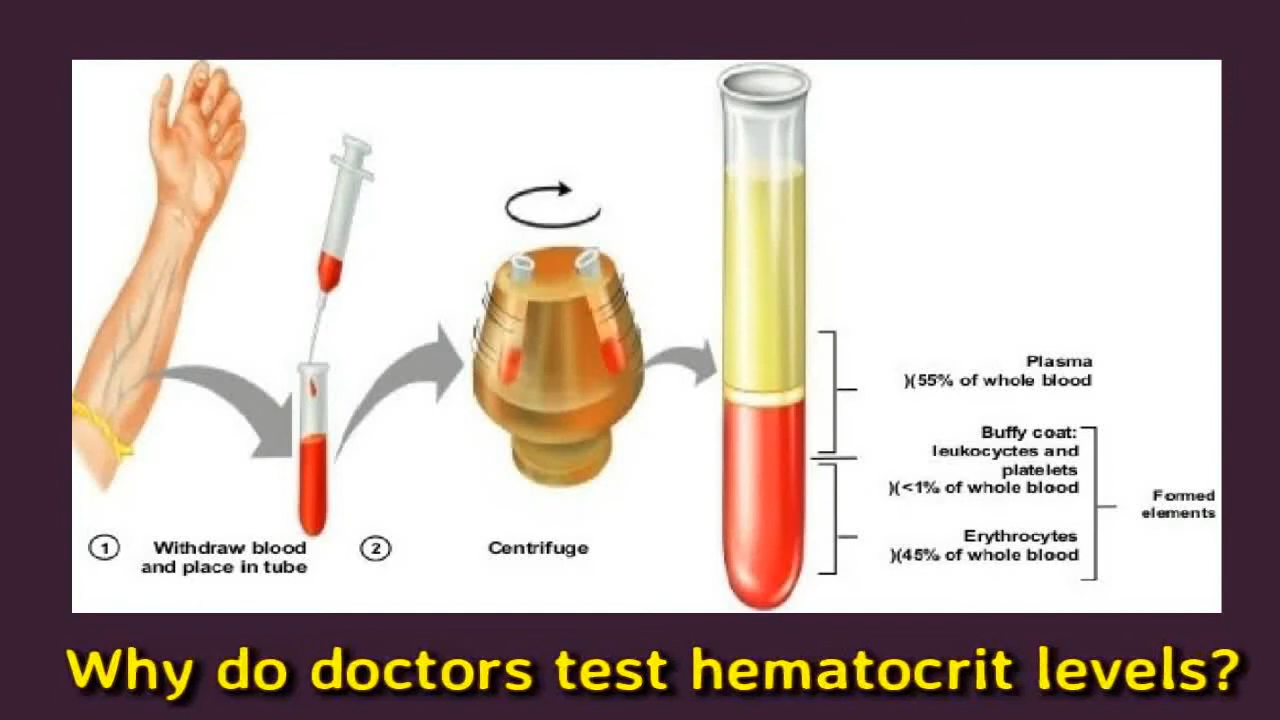 1
Withdraw blood
and place in tube
2
Centrifuge
Plasma
)(55% of whole blood
Buffy coat:
leukocyctes and
platelets
)(<1% of whole blood
Erythrocytes
)(45% of whole blood
Formed
elements
Why do doctors test hematocrit levels?